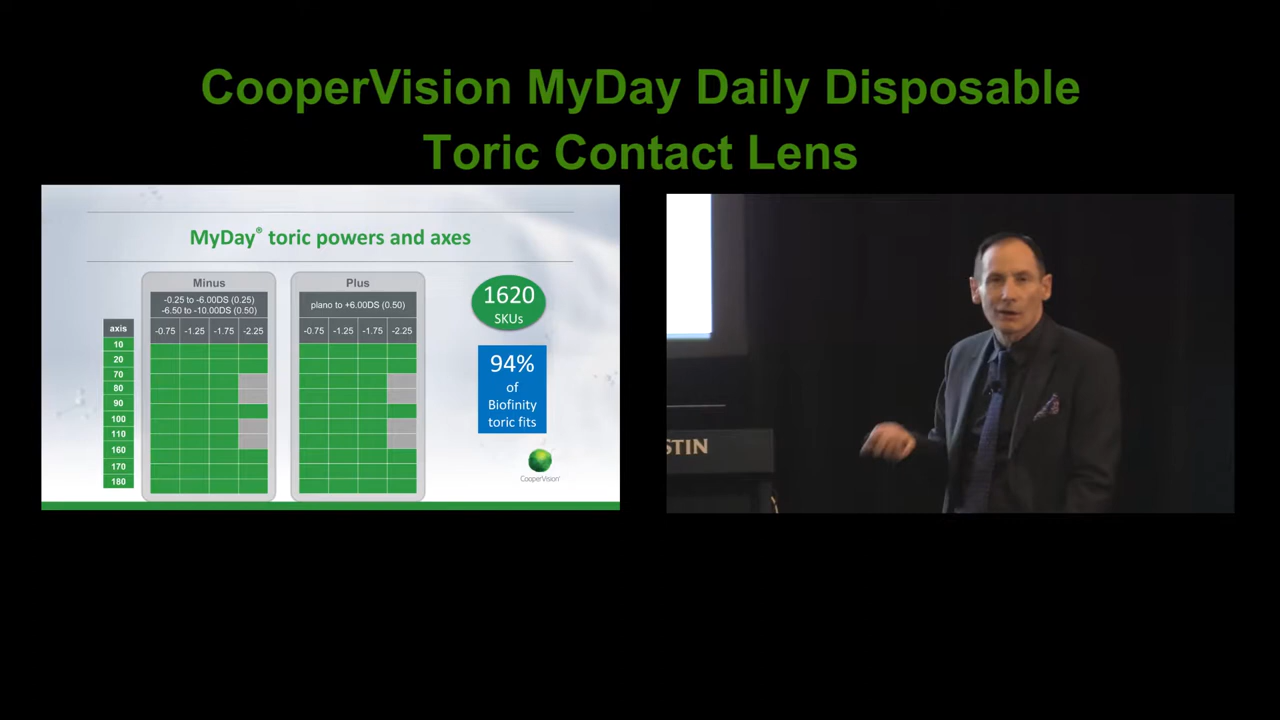 CooperVision MyDay Daily Disposable
Toric Contact Lens
MyDay® toric powers and axes
Minus
-0.25 to -6.00DS (0.25)
-6.50 to -10.00DS (0.50)
-0.75 -1.25 -1.75 -2.25
Plus
plano to +6.00DS (0.50)
-0.75 -1.25 -1.75 -2.25
axis
10
20
70
80
90
100
110
160
170
180
1620
SKUs
94%
of
Biofinity
toric fits
CooperVision
STIN